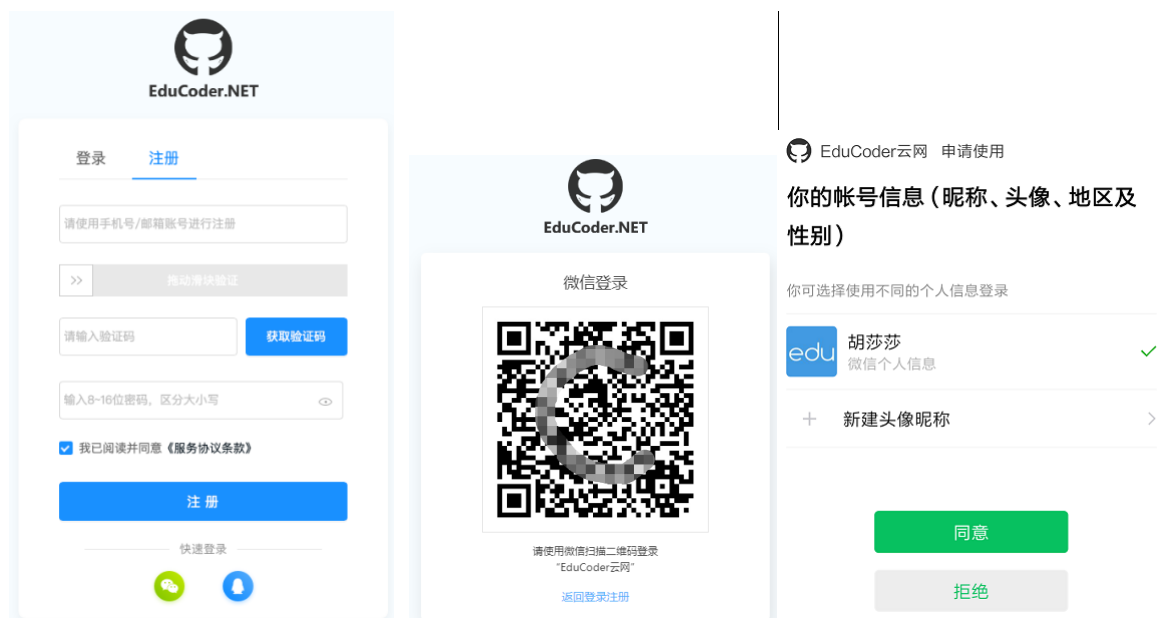 EduCoder.NET
登录 注册
请使用手机号/邮箱账号进行注册
>> 拖动滑块验证
请输入验证码 获取验证码
输入8~16位密码，区分大小写
我已阅读并同意《服务协议条款》
注 册
快速登录
EduCoder.NET
微信登录
请使用微信扫描二维码登录
“EduCoder云网”
返回登录注册
EduCoder云网 申请使用
你的帐号信息（昵称、头像、地区及
性别）
你可选择使用不同的个人信息登录
edu 胡莎莎
微信个人信息
新建头像昵称
同意
拒绝